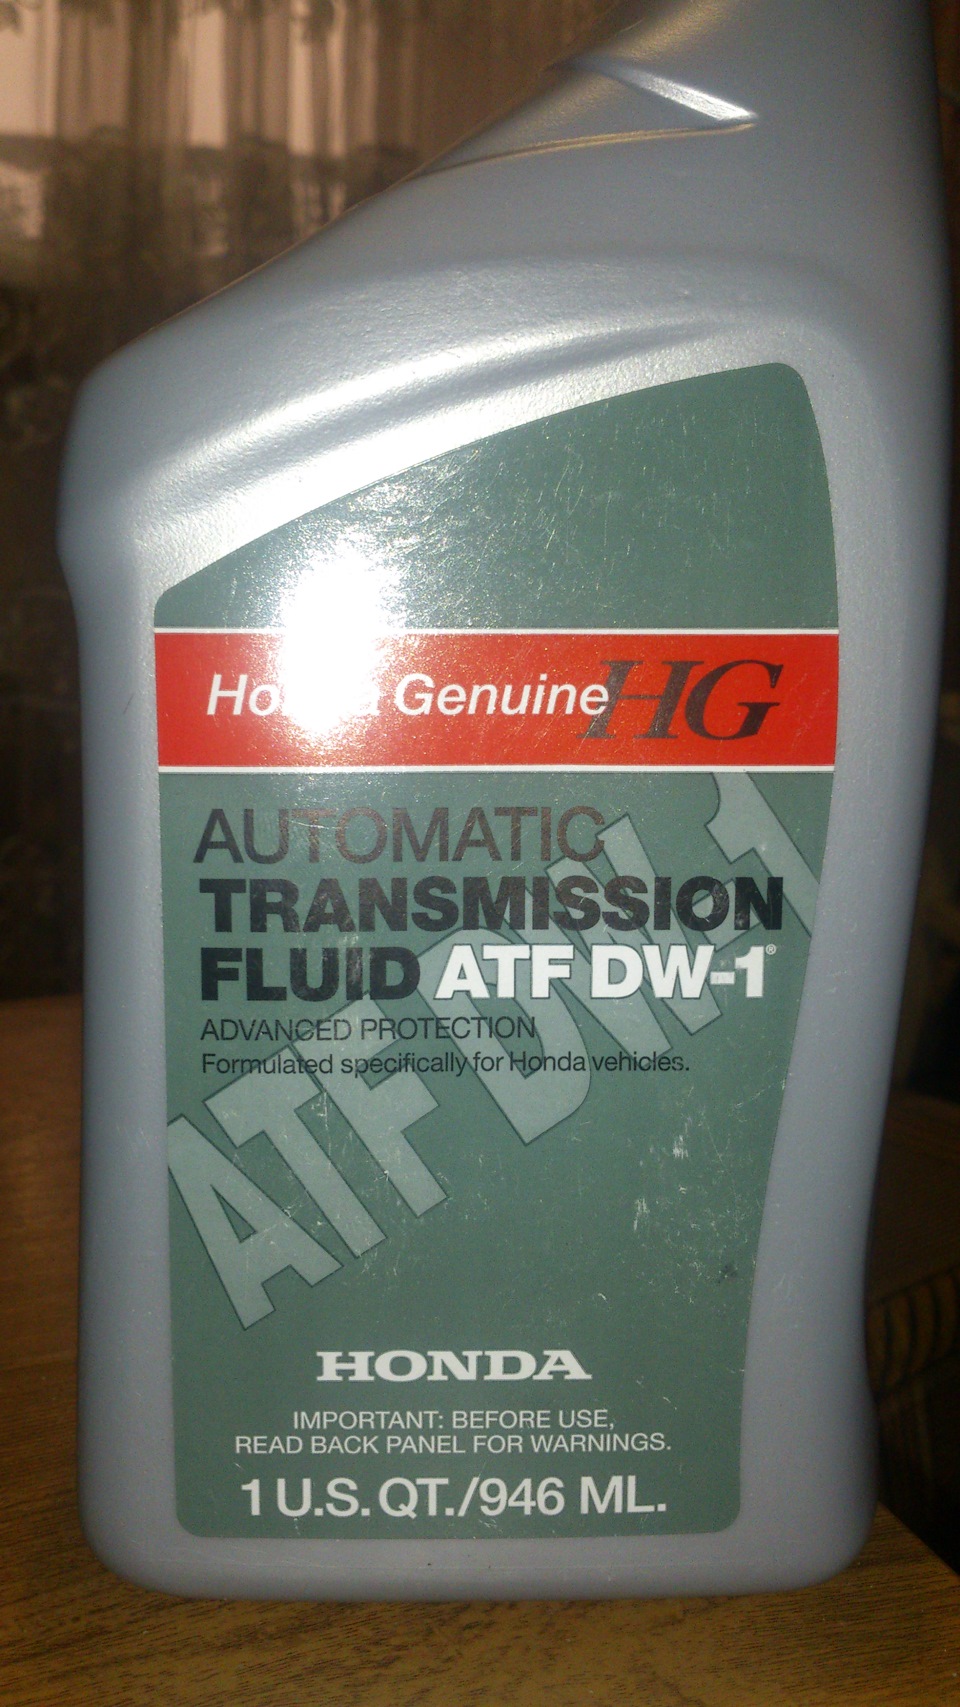 Honda Genuine HG
AUTOMATIC
TRANSMISSION
FLUID ATF DW-1®
ADVANCED PROTECTION
Formulated specifically for Honda vehicles.
ATF DW-1
HONDA
IMPORTANT: BEFORE USE,
READ BACK PANEL FOR WARNINGS.
1 U.S. QT./946 ML.